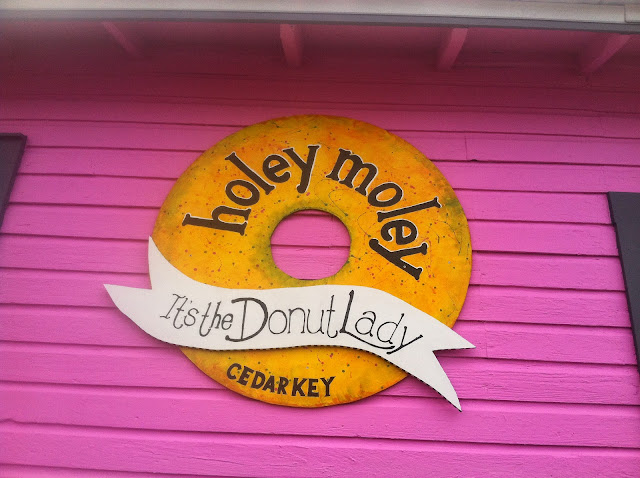 holey moley
It's the Donut Lady
CEDAR KEY